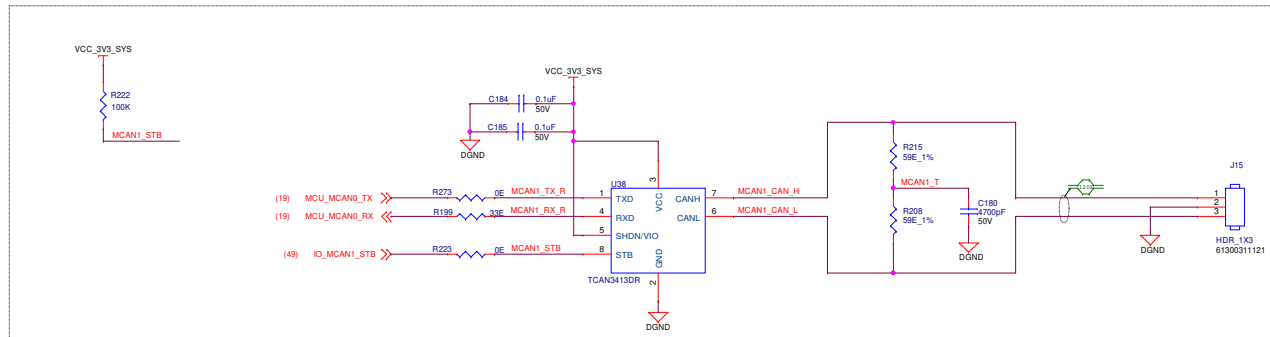 VCC_3V3_SYS
R222
100K
MCAN1_STB
VCC_3V3_SYS
C184 0.1uF
50V
C185 0.1uF
50V
DGND
U38
3
VCC
(19) MCU_MCAN0_TX R273 0E MCAN1_TX_R 1 TXD CANH 7 MCAN1_CAN_H
(19) MCU_MCAN0_RX R199 33E MCAN1_RX_R 4 RXD CANL 6 MCAN1_CAN_L
5 SHDN/VIO
(49) IO_MCAN1_STB R223 0E MCAN1_STB 8 STB
GND
2
TCAN3413DR
DGND
R215
59E_1%
MCAN1_T
R208
59E_1%
C180
4700pF
50V
DGND
J15
1
2
3
DGND
HDR_1X3
61300311121